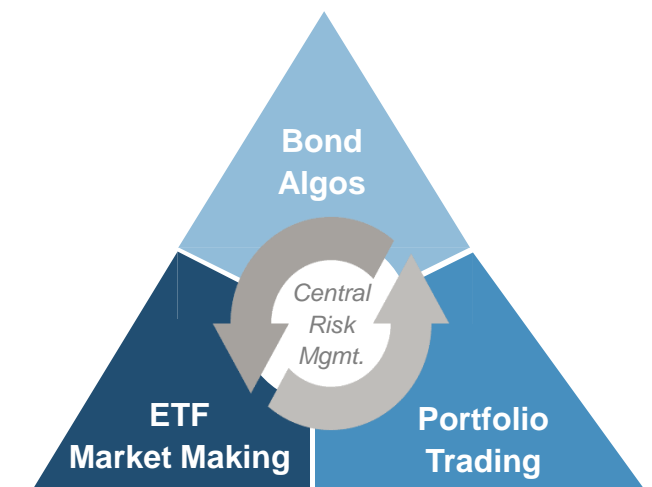 Bond
Algos
Central
Risk
Mgmt.
ETF
Market Making
Portfolio
Trading